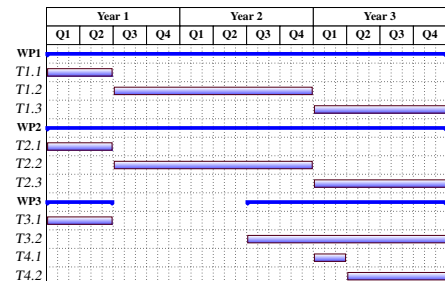 Year 1 Year 2 Year 3
Q1 Q2 Q3 Q4 Q1 Q2 Q3 Q4 Q1 Q2 Q3 Q4
WP1
T1.1
T1.2
T1.3
WP2
T2.1
T2.2
T2.3
WP3
T3.1
T3.2
T4.1
T4.2